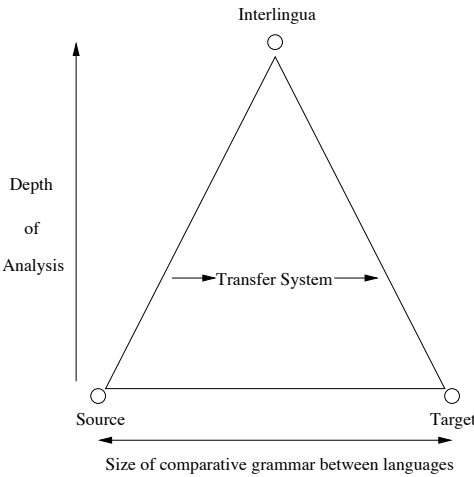 Interlingua
Depth
of
Analysis
Transfer System
Source
Target
Size of comparative grammar between languages